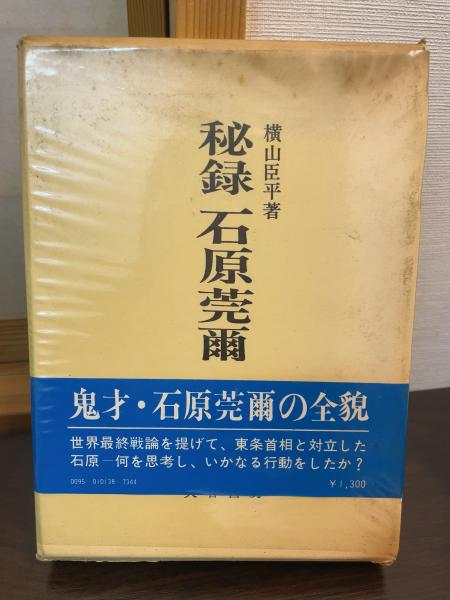 横山臣平著
秘録 石原莞爾
鬼才・石原莞爾の全貌
世界最終戦論を提げて、東条首相と対立した
石原―何を思考し、いかなる行動をしたか？
0095 010138 7344
￥1,300